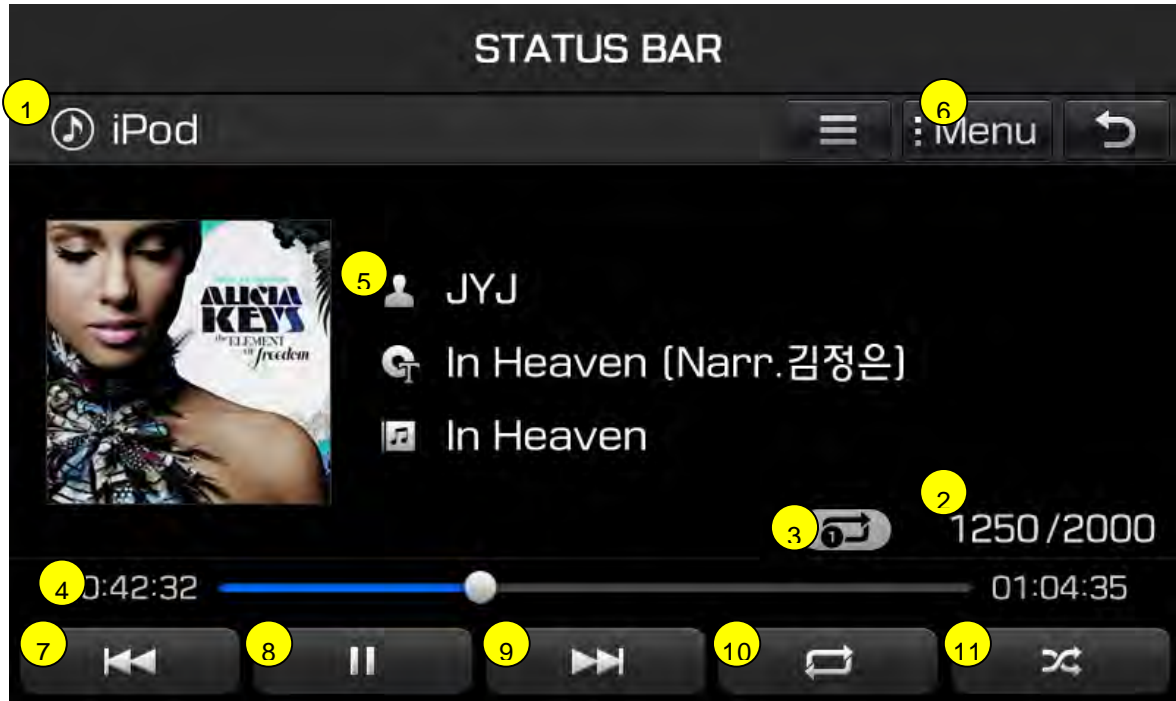 STATUS BAR
1
iPod
6
Menu
ALICIA
KEYS
the ELEMENT
OF freedom
5
JYJ
In Heaven (Narr.김정은)
In Heaven
3
1
2
1250/2000
4
0:42:32
01:04:35
7
8
9
10
11